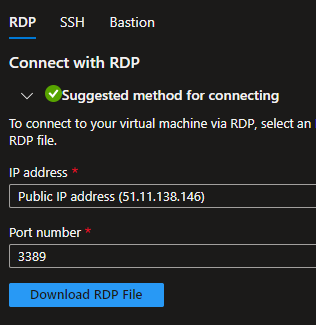 RDP SSH Bastion
Connect with RDP
Suggested method for connecting
To connect to your virtual machine via RDP, select an
RDP file.
IP address *
Public IP address (51.11.138.146)
Port number *
3389
Download RDP File